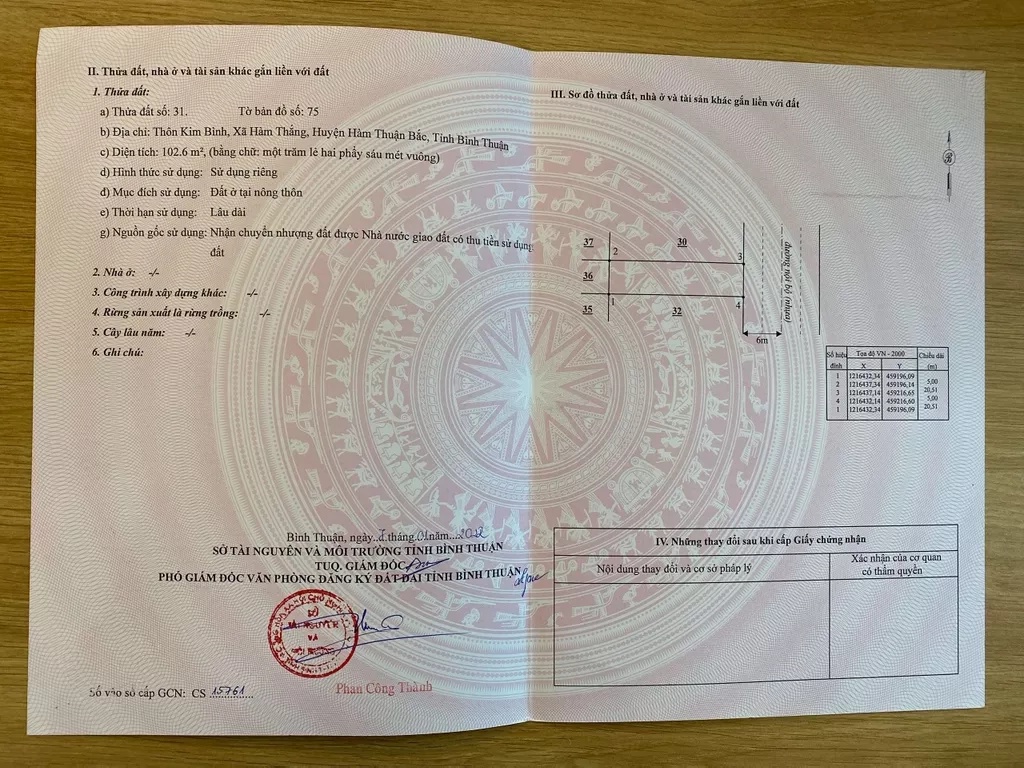 II. Thửa đất, nhà ở và tài sản khác gắn liền với đất
1. Thửa đất:
a) Thửa đất số: 31. Tờ bản đồ số: 75
b) Địa chỉ: Thôn Kim Bình, Xã Hàm Thắng, Huyện Hàm Thuận Bắc, Tỉnh Bình Thuận
c) Diện tích: 102.6 m², (bằng chữ: một trăm lẻ hai phẩy sáu mét vuông)
d) Hình thức sử dụng: Sử dụng riêng
đ) Mục đích sử dụng: Đất ở tại nông thôn
e) Thời hạn sử dụng: Lâu dài
g) Nguồn gốc sử dụng: Nhận chuyển nhượng đất được Nhà nước giao đất có thu tiền sử dụng
đất
2. Nhà ở: -/-
3. Công trình xây dựng khác: -/-
4. Rừng sản xuất là rừng trồng: -/-
5. Cây lâu năm: -/-
6. Ghi chú:
Bình Thuận, ngày tháng 01 năm 2022
SỞ TÀI NGUYÊN VÀ MÔI TRƯỜNG TỈNH BÌNH THUẬN
TUQ. GIÁM ĐỐC
PHÓ GIÁM ĐỐC VĂN PHÒNG ĐĂNG KÝ ĐẤT ĐAI TỈNH BÌNH THUẬN
SỞ
TÀI NGUYÊN
VÀ
MÔI TRƯỜNG
Phan Công Thành
Số vào sổ cấp GCN: CS 15761
III. Sơ đồ thửa đất, nhà ở và tài sản khác gắn liền với đất
B
37 2 30 3
36
35 1 32 4
đường nội bộ (nhựa)
6m
Số hiệu đỉnh Tọa độ VN - 2000 Chiều dài
X Y (m)
1 1216432,34 459196,09
5,00
2 1216437,34 459196,14
20,51
3 1216437,14 459216,65
5,00
4 1216432,14 459216,60
20,51
1 1216432,34 459196,09
IV. Những thay đổi sau khi cấp Giấy chứng nhận
Nội dung thay đổi và cơ sở pháp lý
Xác nhận của cơ quan
có thẩm quyền